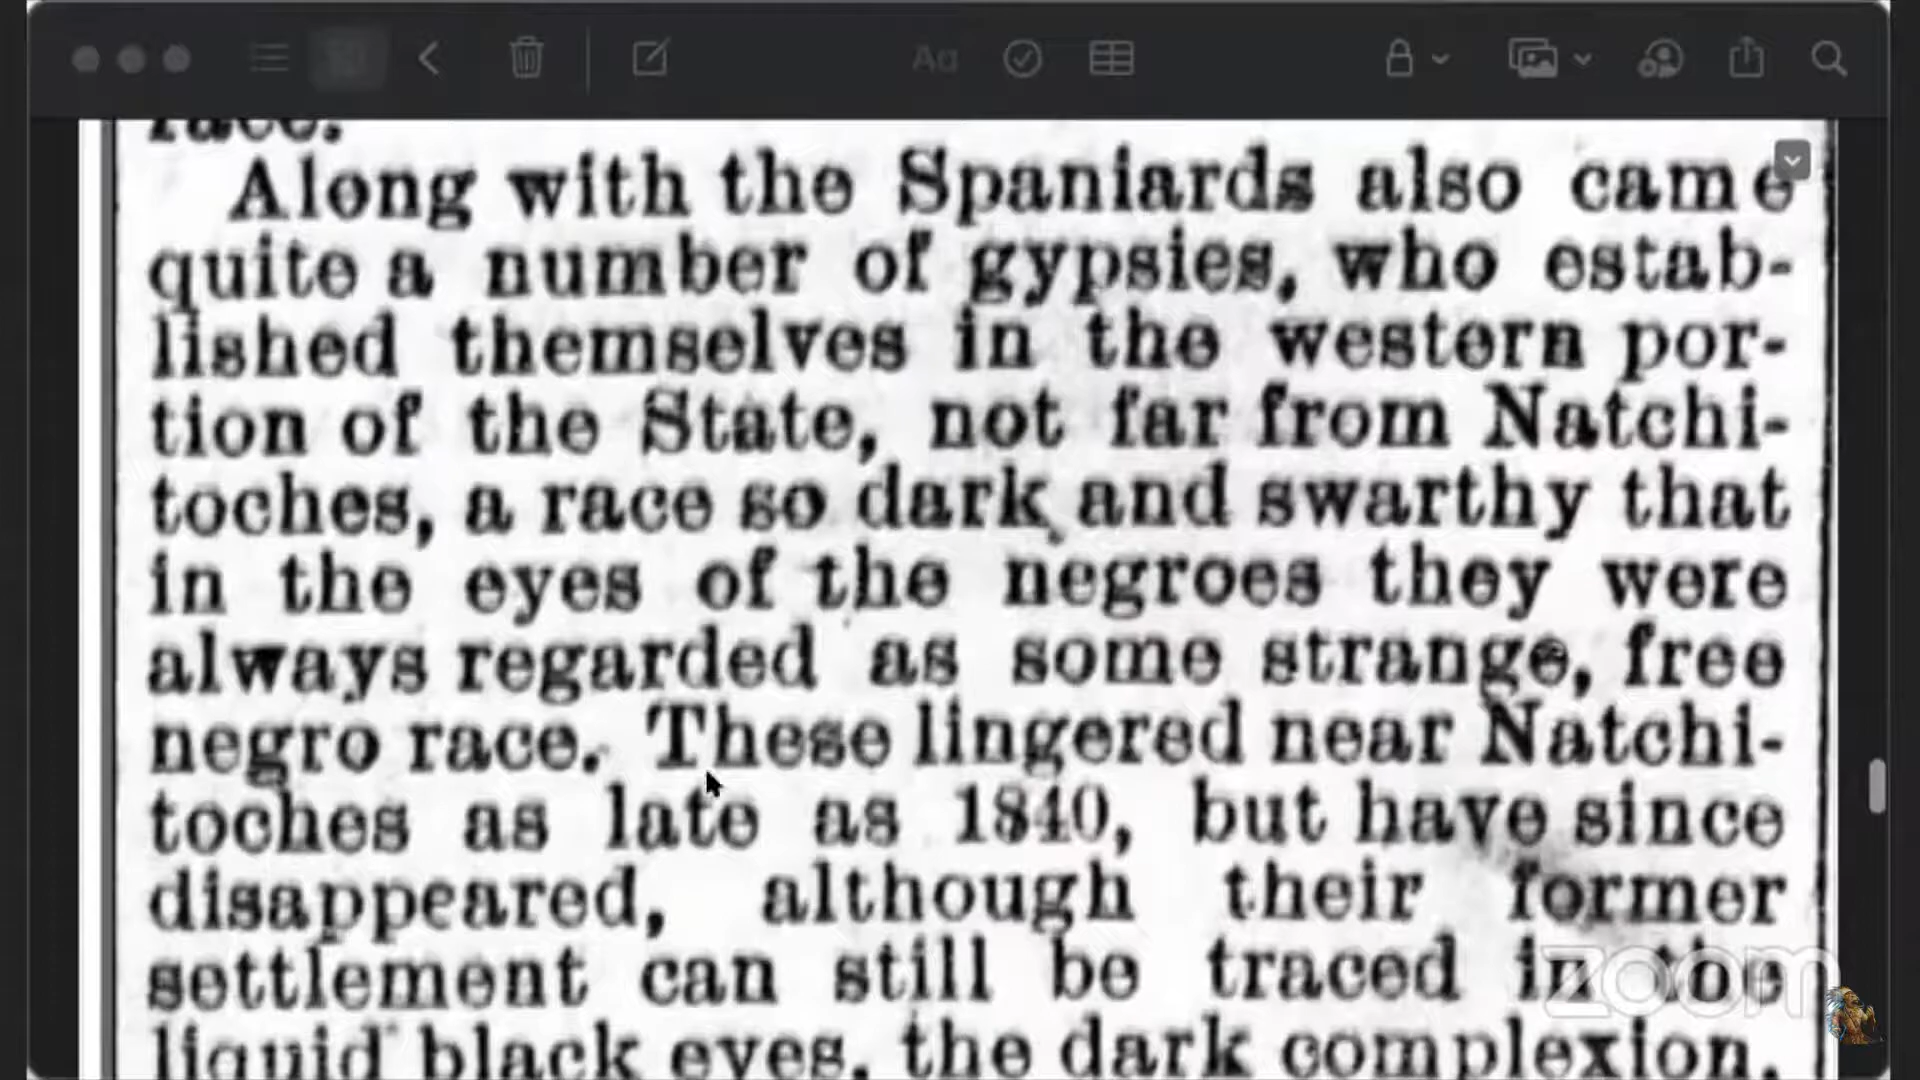 Aa
race.
Along with the Spaniards also came
quite a number of gypsies, who estab-
lished themselves in the western por-
tion of the State, not far from Natchi-
toches, a race so dark and swarthy that
in the eyes of the negroes they were
always regarded as some strange, free
negro race. These lingered near Natchi-
toches as late as 1840, but have since
disappeared, although their former
settlement can still be traced in the
liquid black eyes, the dark complexion,
zoom